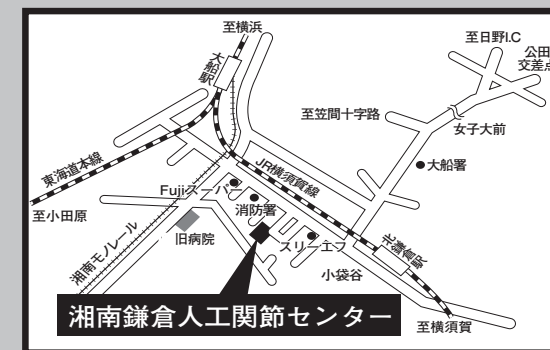 至横浜
至日野I.C
公田
交差点
大船駅
至笠間十字路
女子大前
大船署
JR横須賀線
東海道本線
Fujiスーパー
消防署
至小田原
旧病院
スリーエフ
北鎌倉駅
湘南モノレール
小袋谷
湘南鎌倉人工関節センター
至横須賀